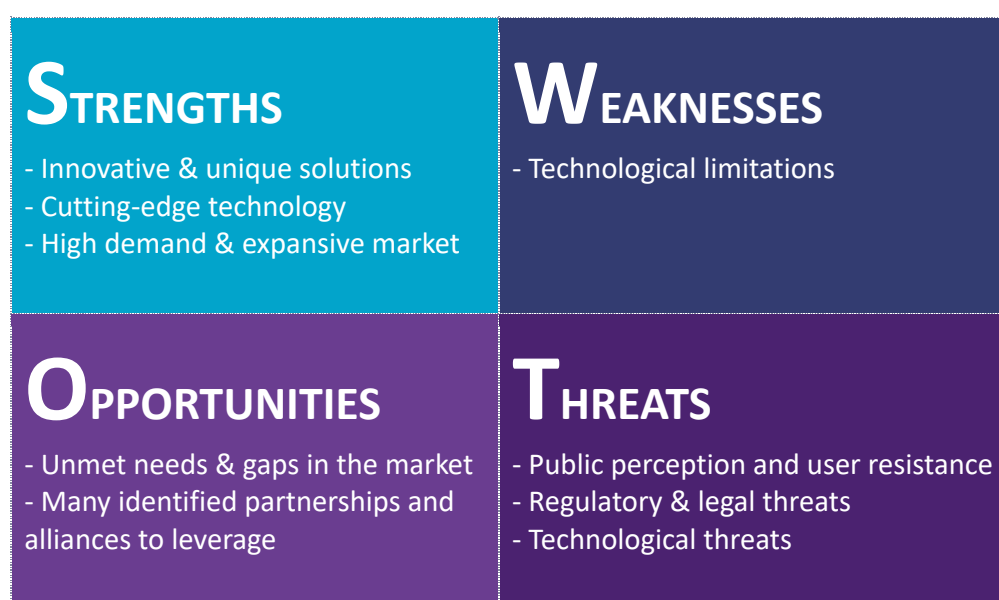 STRENGTHS
- Innovative & unique solutions
- Cutting-edge technology
- High demand & expansive market
WEAKNESSES
- Technological limitations
OPPORTUNITIES
- Unmet needs & gaps in the market
- Many identified partnerships and
alliances to leverage
THREATS
- Public perception and user resistance
- Regulatory & legal threats
- Technological threats